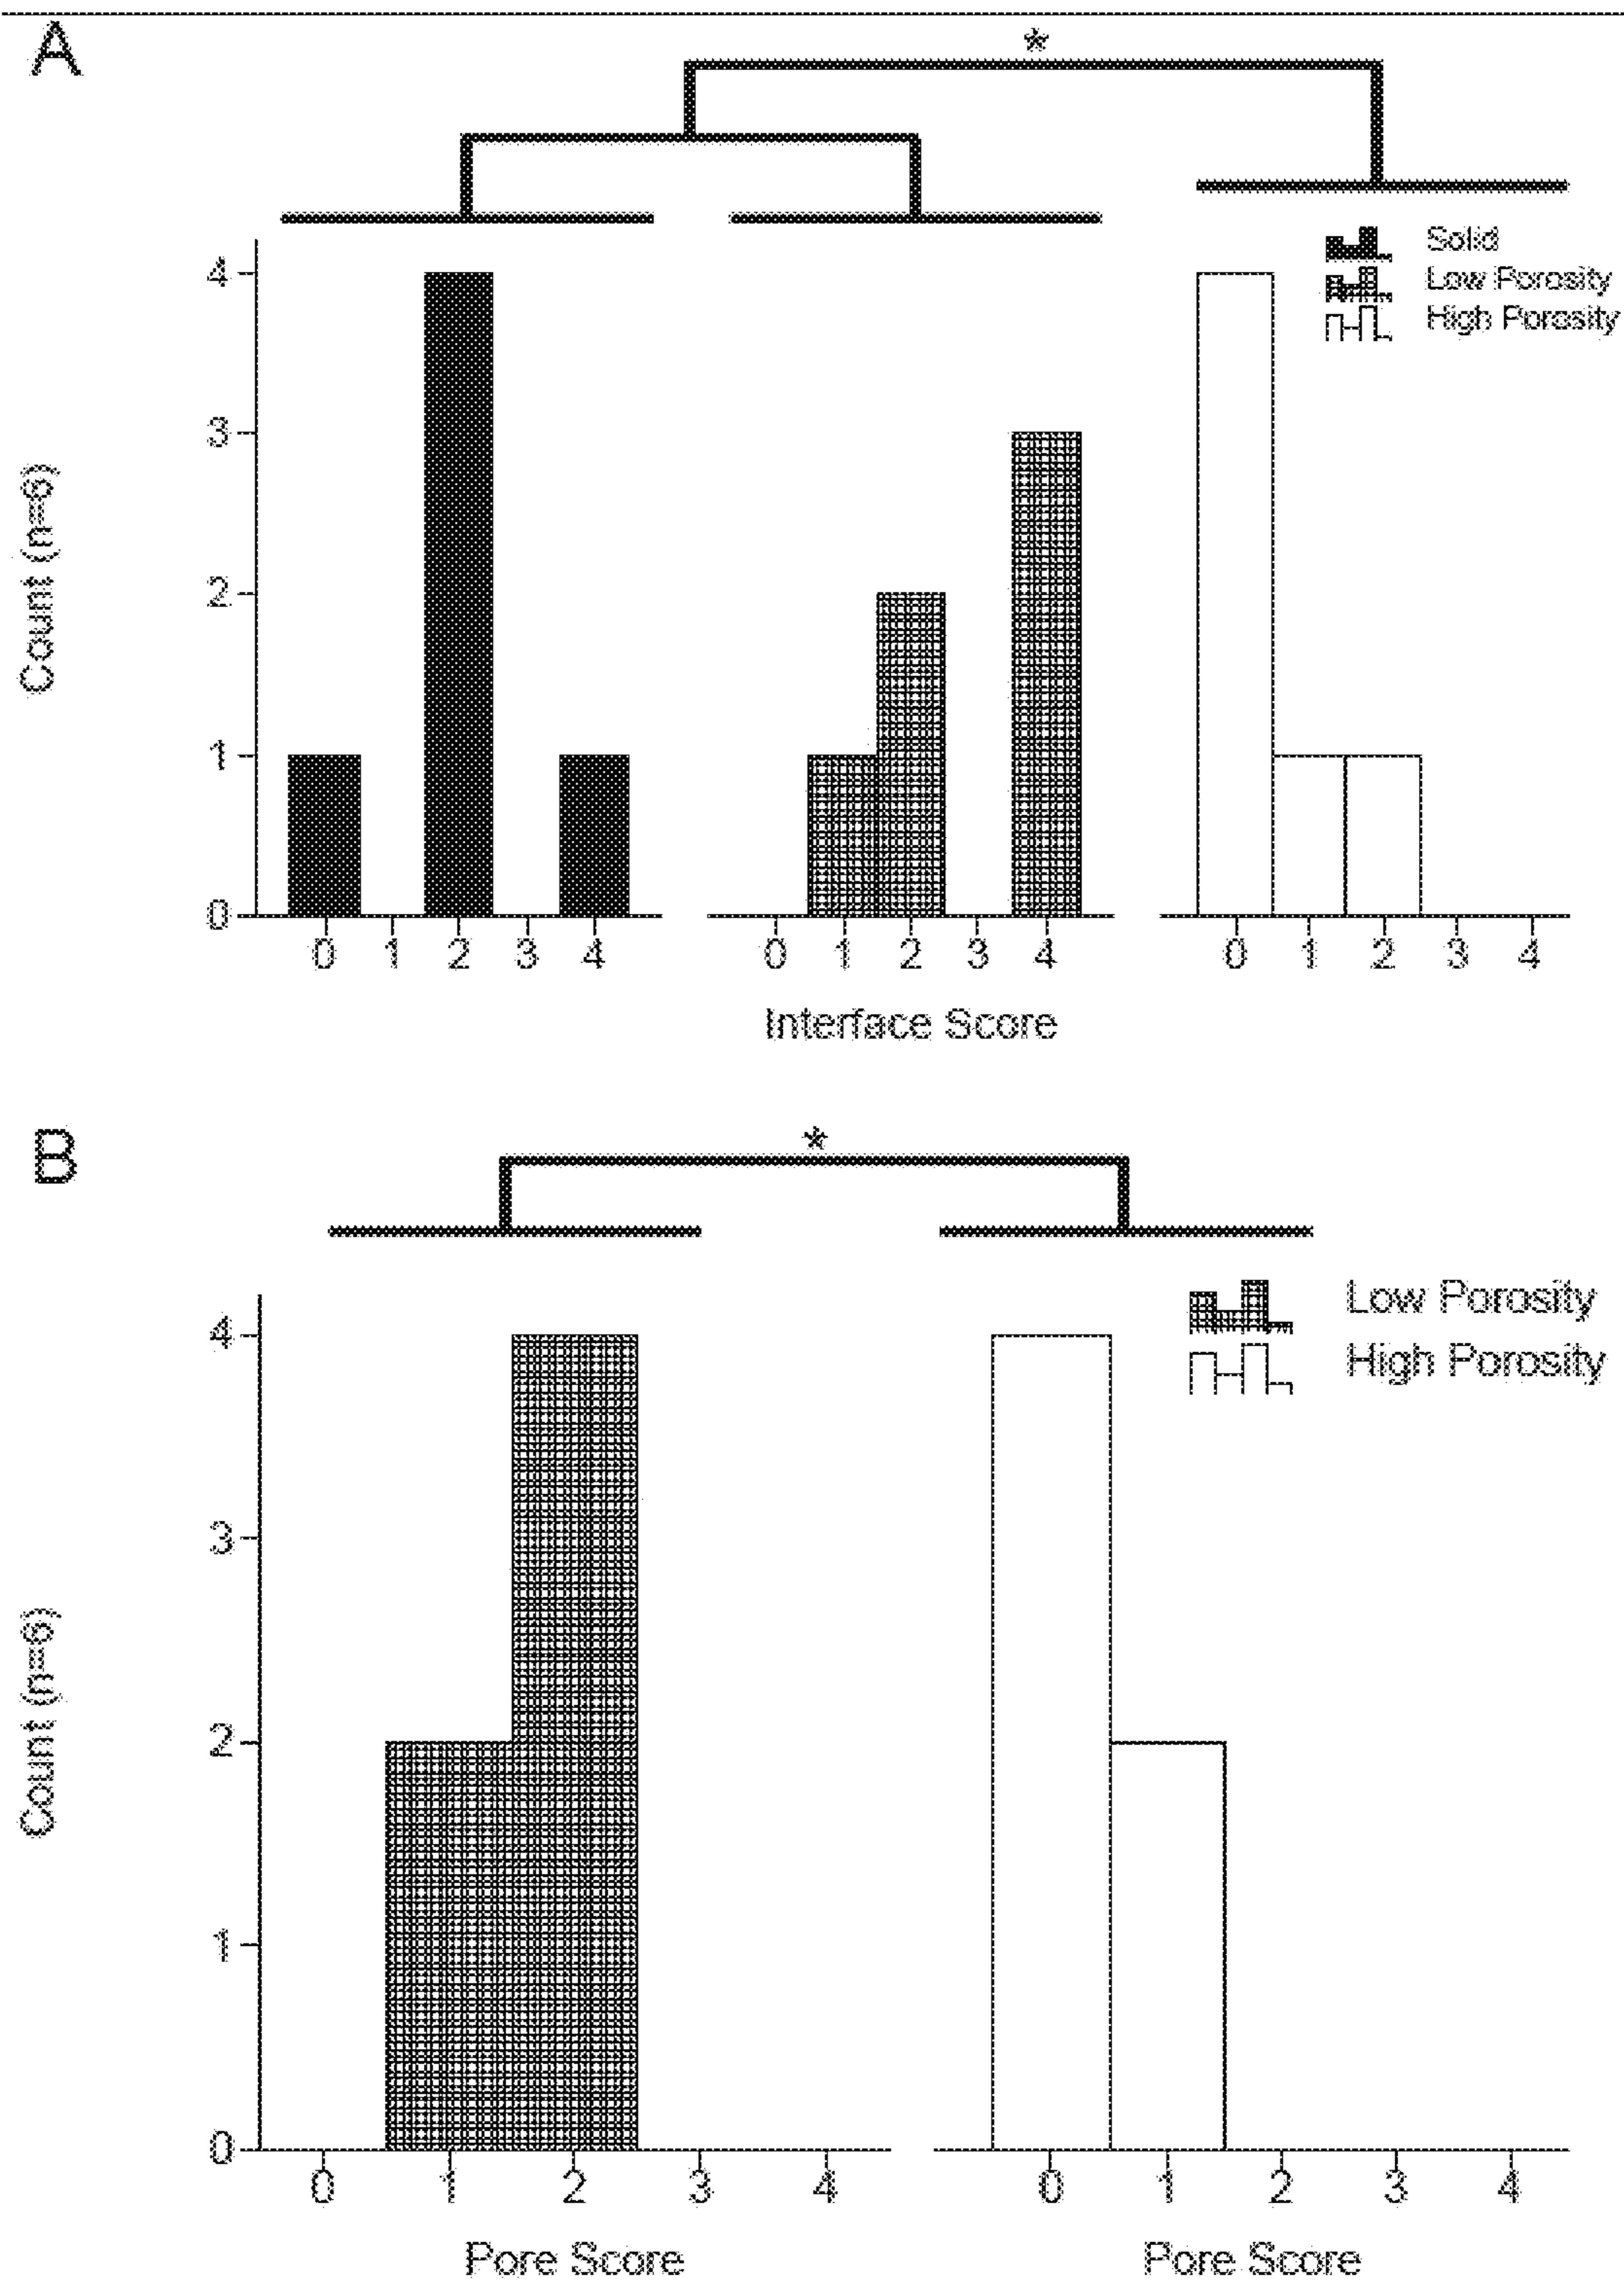 A
*
Solid
Low Porosity
High Porosity
4
3
2
1
0
Count (n=6)
0 1 2 3 4
0 1 2 3 4
0 1 2 3 4
Interface Score
B
*
Low Porosity
High Porosity
4
3
2
1
0
Count (n=6)
0 1 2 3 4
0 1 2 3 4
Pore Score
Pore Score